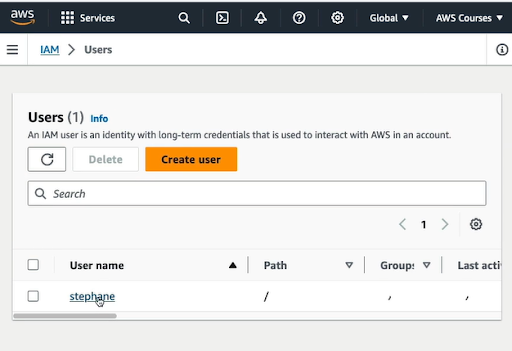 aws Services Global AWS Courses
IAM > Users
Users (1) Info
An IAM user is an identity with long-term credentials that is used to interact with AWS in an account.
Delete Create user
Search
1
User name Path Groups Last acti
stephane /